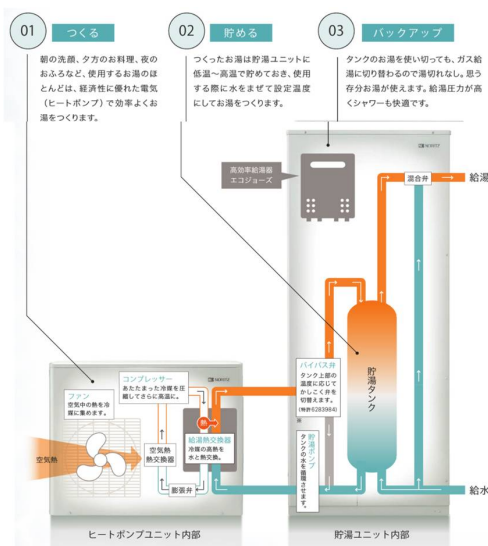 01
つくる
朝の洗顔、夕方のお料理、夜の
おふろなど、使用するお湯のほ
とんどは、経済性に優れた電気
（ヒートポンプ）で効率よくお
湯をつくります。
02
貯める
つくったお湯は貯湯ユニットに
低温～高温で貯めておき、使用
する際に水をまぜて設定温度
にしてお湯をつくります。
03
バックアップ
タンクのお湯を使い切っても、ガス給
湯に切り替わるので湯切れなし。思う
存分お湯が使えます。給湯圧力が高
くシャワーも快適です。
NORITZ
高効率給湯器
エコジョーズ
混合弁
給湯
バイパス弁
タンク上部の
温度に応じて
かしこく弁を
切替えます。
(特許6283984)
貯湯タンク
貯湯ポンプ
タンクの水を循環させます。
給水
コンプレッサー
あたたまった冷媒を圧
縮してさらに高温に。
NORITZ
ファン
空気中の熱を冷
媒に集めます。
熱
給湯熱交換器
冷媒の高熱を
水と熱交換。
空気熱
空気熱
熱交換器
膨張弁
ヒートポンプユニット内部
貯湯ユニット内部